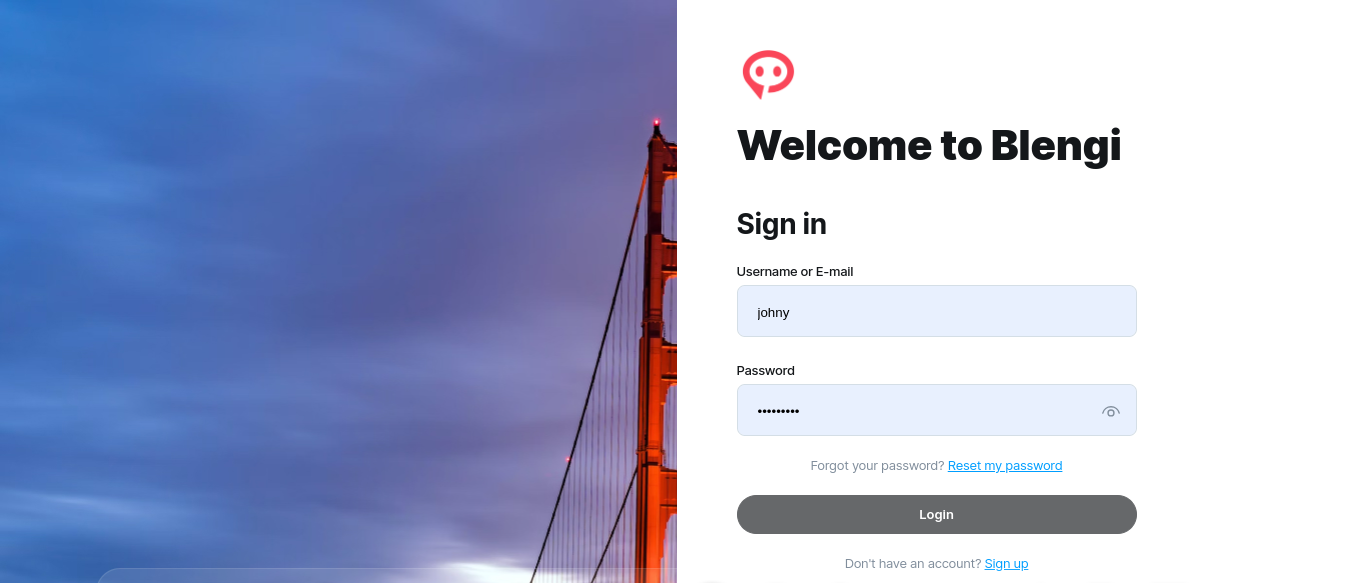 Welcome to Blengi
Sign in
Username or E-mail
johny
Password
•••••••••
Forgot your password? Reset my password
Login
Don't have an account? Sign up